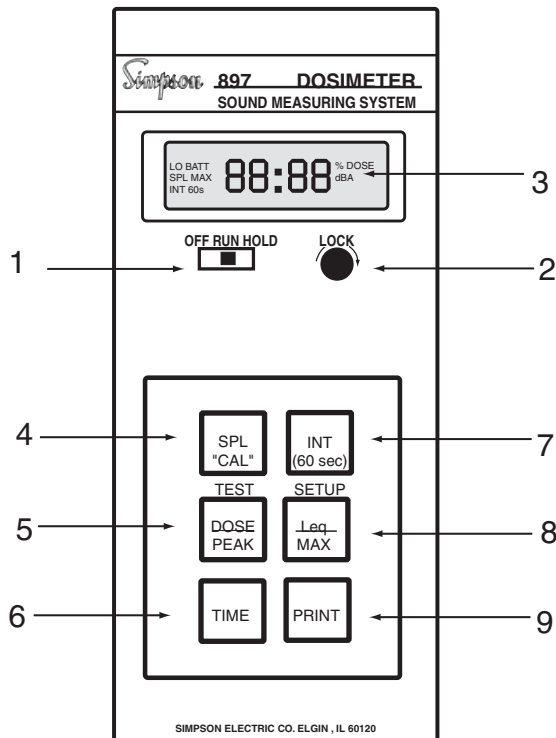 Simpson 897 DOSIMETER
SOUND MEASURING SYSTEM
LO BATT 88:88 % DOSE
SPL MAX dBA
INT 60s
3
OFF RUN HOLD LOCK
1
2
4
SPL INT
"CAL" (60 sec)
7
TEST SETUP
5
DOSE Leq
PEAK MAX
8
6
TIME PRINT
9
SIMPSON ELECTRIC CO. ELGIN , IL 60120